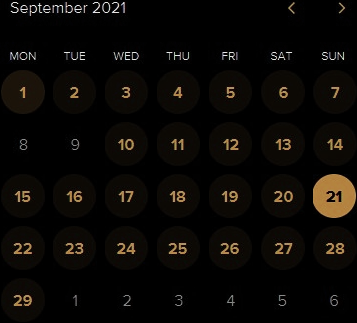 September 2021
MON TUE WED THU FRI SAT SUN
1 2 3 4 5 6 7
8 9 10 11 12 13 14
15 16 17 18 19 20 21
22 23 24 25 26 27 28
29 1 2 3 4 5 6